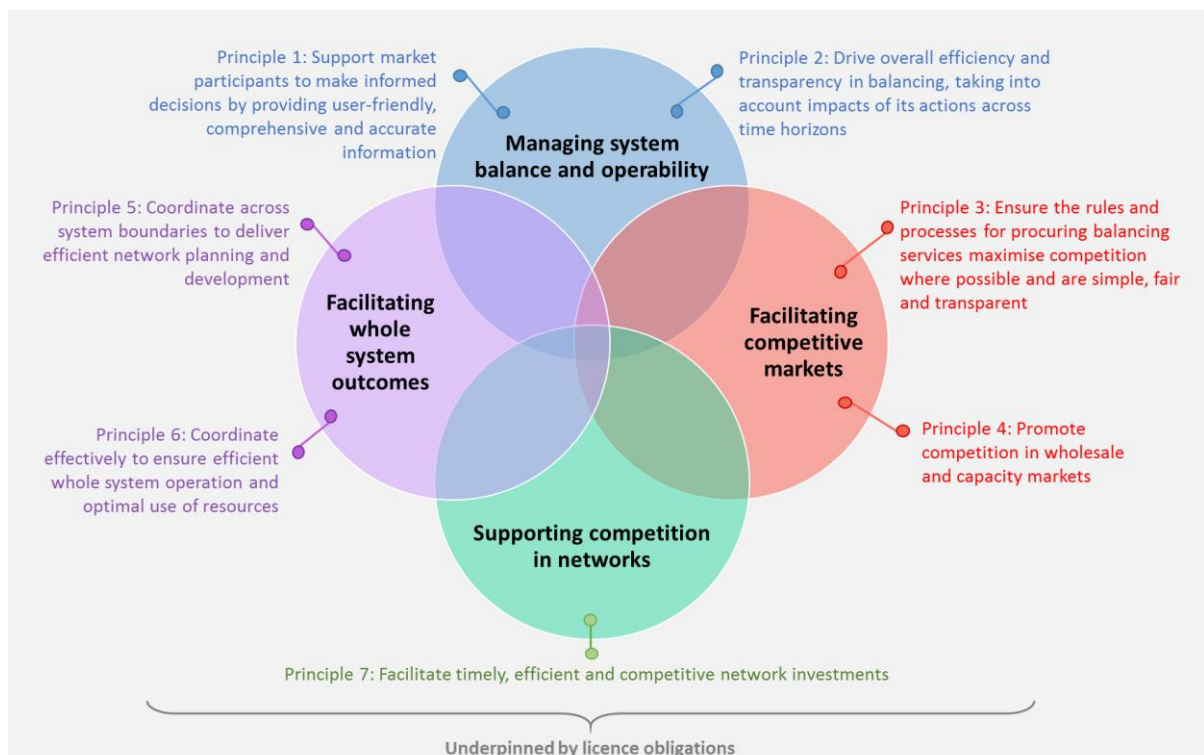 Principle 1: Support market
participants to make informed
decisions by providing user-friendly,
comprehensive and accurate
information
Principle 2: Drive overall efficiency and
transparency in balancing, taking into
account impacts of its actions across
time horizons
Managing system
balance and operability
Principle 5: Coordinate across
system boundaries to deliver
efficient network planning and
development
Principle 3: Ensure the rules and
processes for procuring balancing
services maximise competition
where possible and are simple, fair
and transparent
Facilitating
whole
system
outcomes
Facilitating
competitive
markets
Principle 6: Coordinate
effectively to ensure efficient
whole system operation and
optimal use of resources
Principle 4: Promote
competition in wholesale
and capacity markets
Supporting competition
in networks
Principle 7: Facilitate timely, efficient and competitive network investments
Underpinned by licence obligations